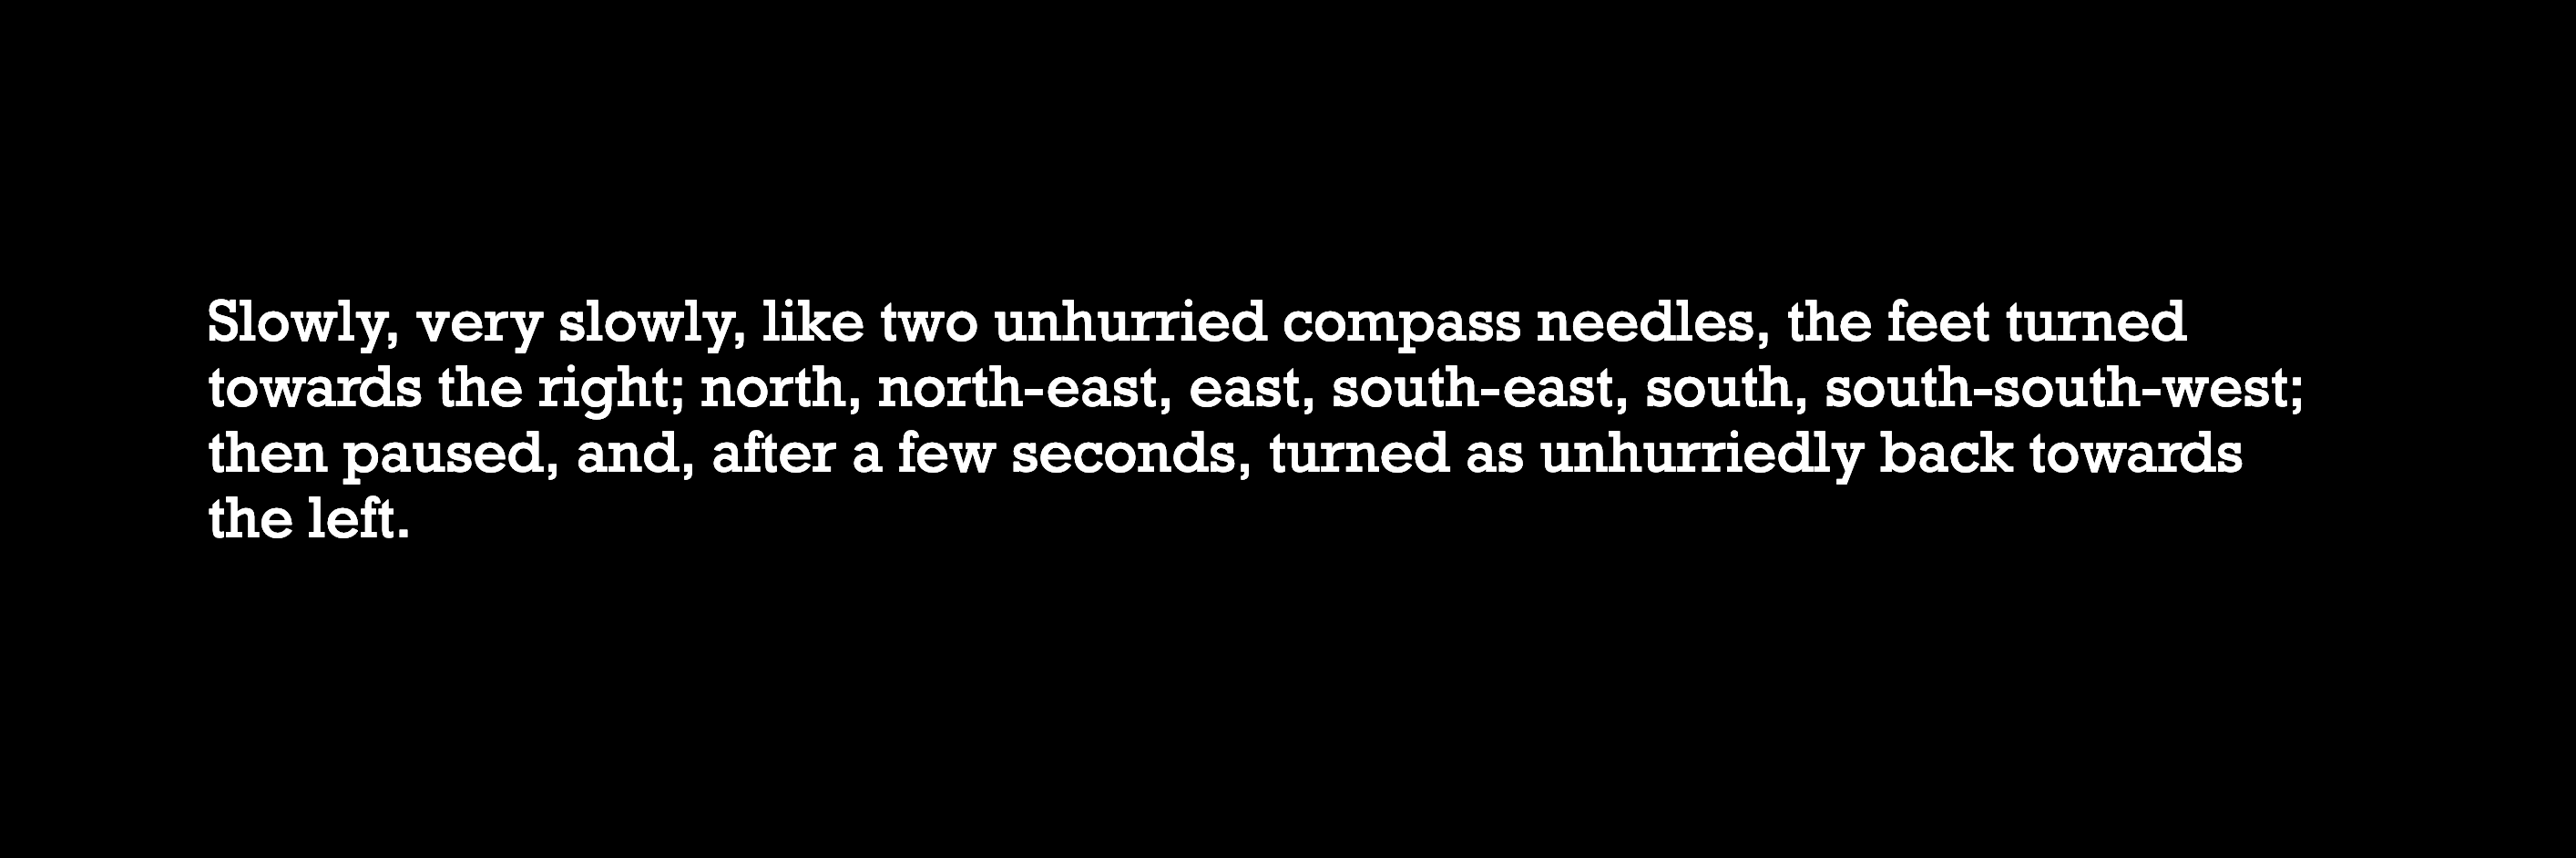 Slowly, very slowly, like two unhurried compass needles, the feet turned
towards the right; north, north-east, east, south-east, south, south-south-west;
then paused, and, after a few seconds, turned as unhurriedly back towards
the left.